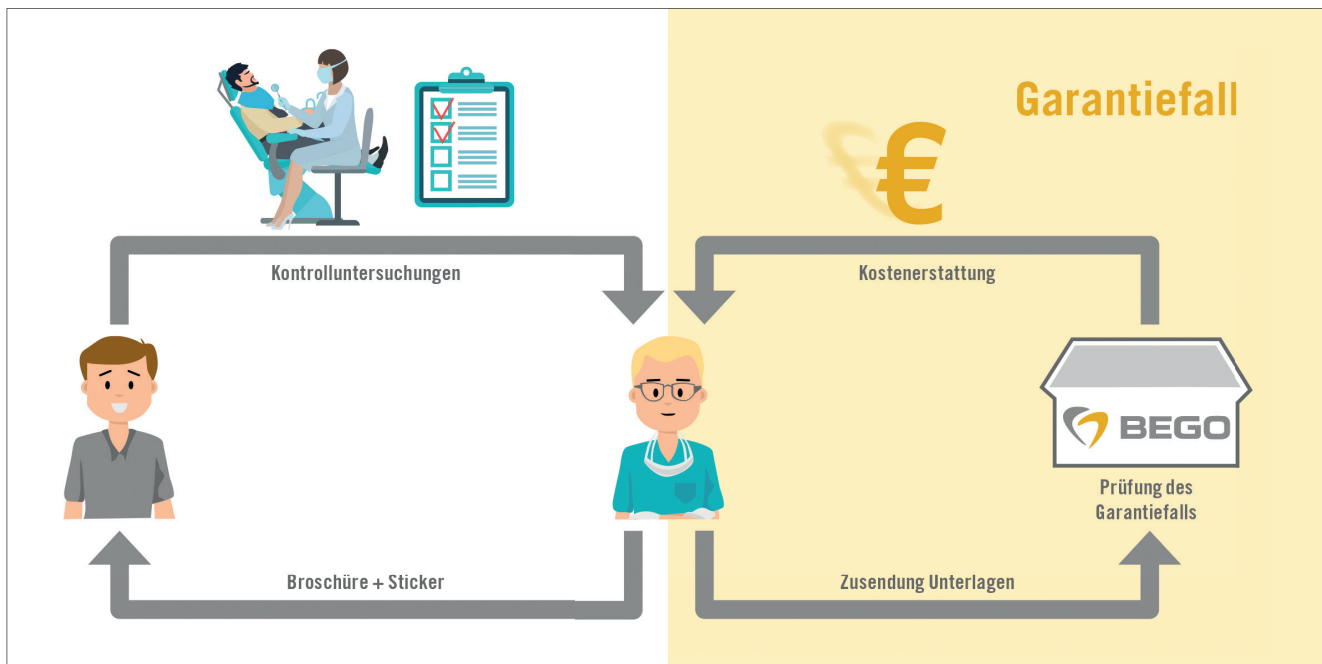 Garantiefall
€
Kontrolluntersuchungen
Kostenerstattung
BEGO
Prüfung des
Garantiefalls
Broschüre + Sticker
Zusendung Unterlagen